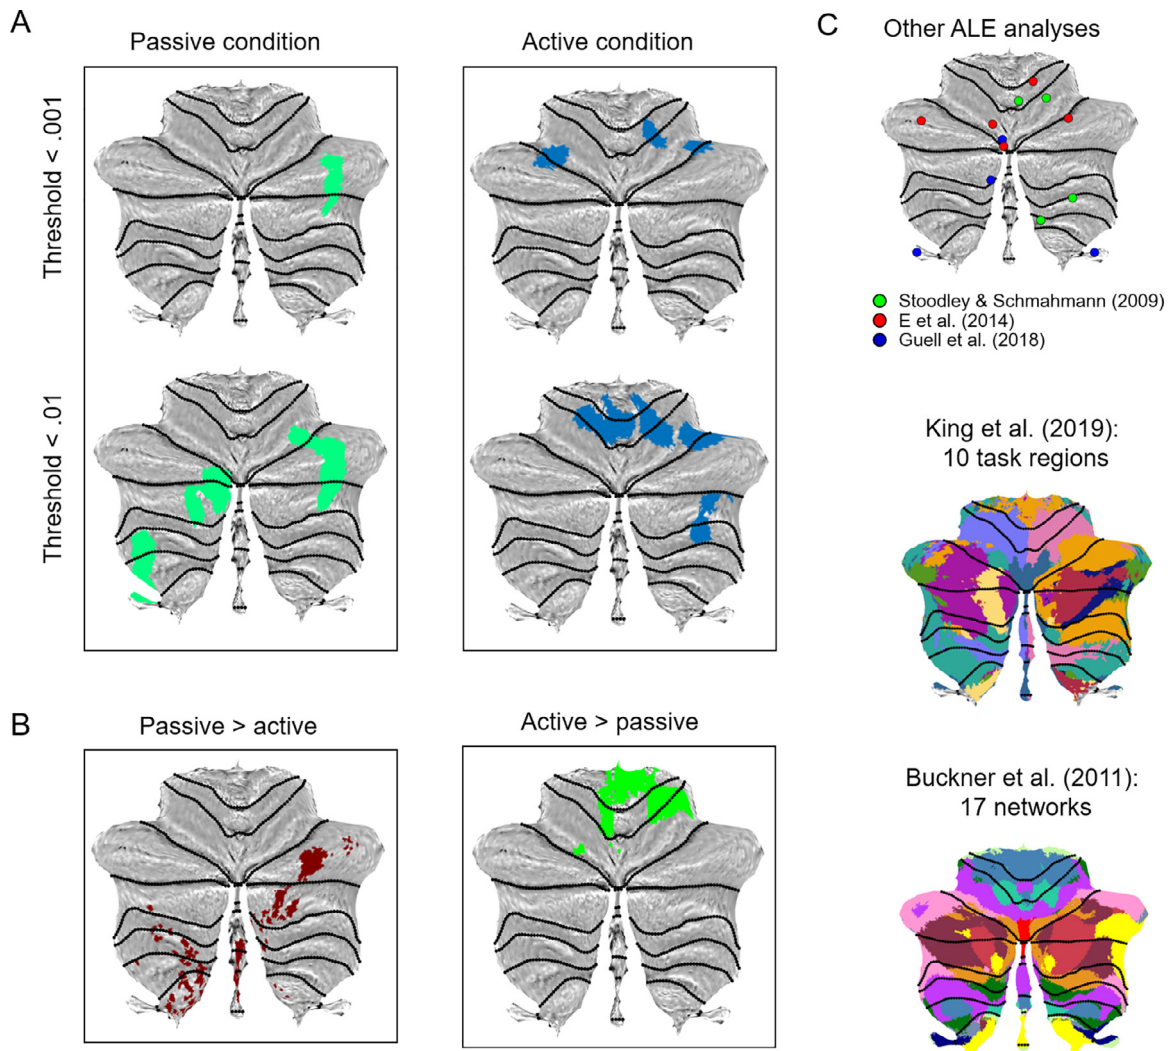 A
Passive condition
Active condition
Threshold < .001
Threshold < .01
B
Passive > active
Active > passive
C
Other ALE analyses
Stoodley & Schmahmann (2009)
E et al. (2014)
Guell et al. (2018)
King et al. (2019):
10 task regions
Buckner et al. (2011):
17 networks